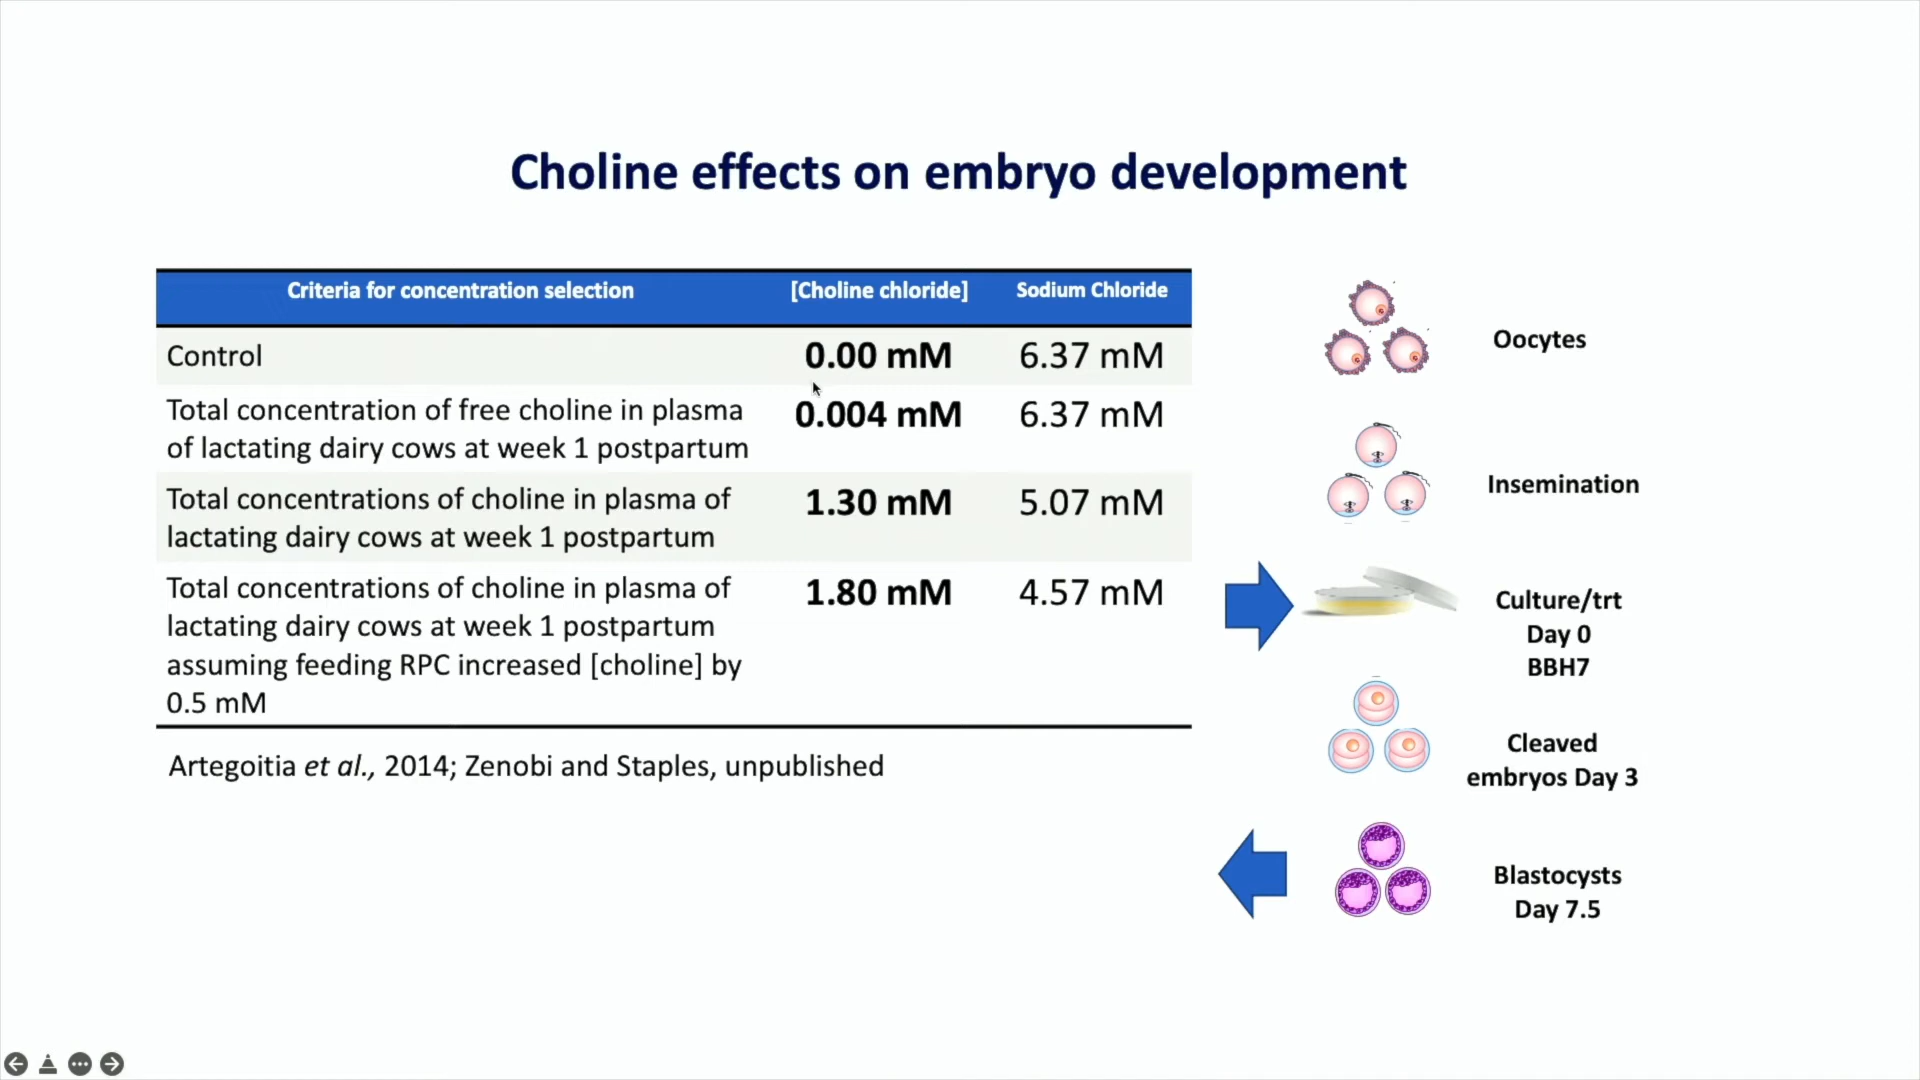 Choline effects on embryo development
Criteria for concentration selection [Choline chloride] Sodium Chloride
Control 0.00 mM 6.37 mM
Total concentration of free choline in plasma 0.004 mM 6.37 mM
of lactating dairy cows at week 1 postpartum
Total concentrations of choline in plasma of 1.30 mM 5.07 mM
lactating dairy cows at week 1 postpartum
Total concentrations of choline in plasma of 1.80 mM 4.57 mM
lactating dairy cows at week 1 postpartum
assuming feeding RPC increased [choline] by
0.5 mM
Artegoitia et al., 2014; Zenobi and Staples, unpublished
Oocytes
Insemination
Culture/trt
Day 0
BBH7
Cleaved
embryos Day 3
Blastocysts
Day 7.5